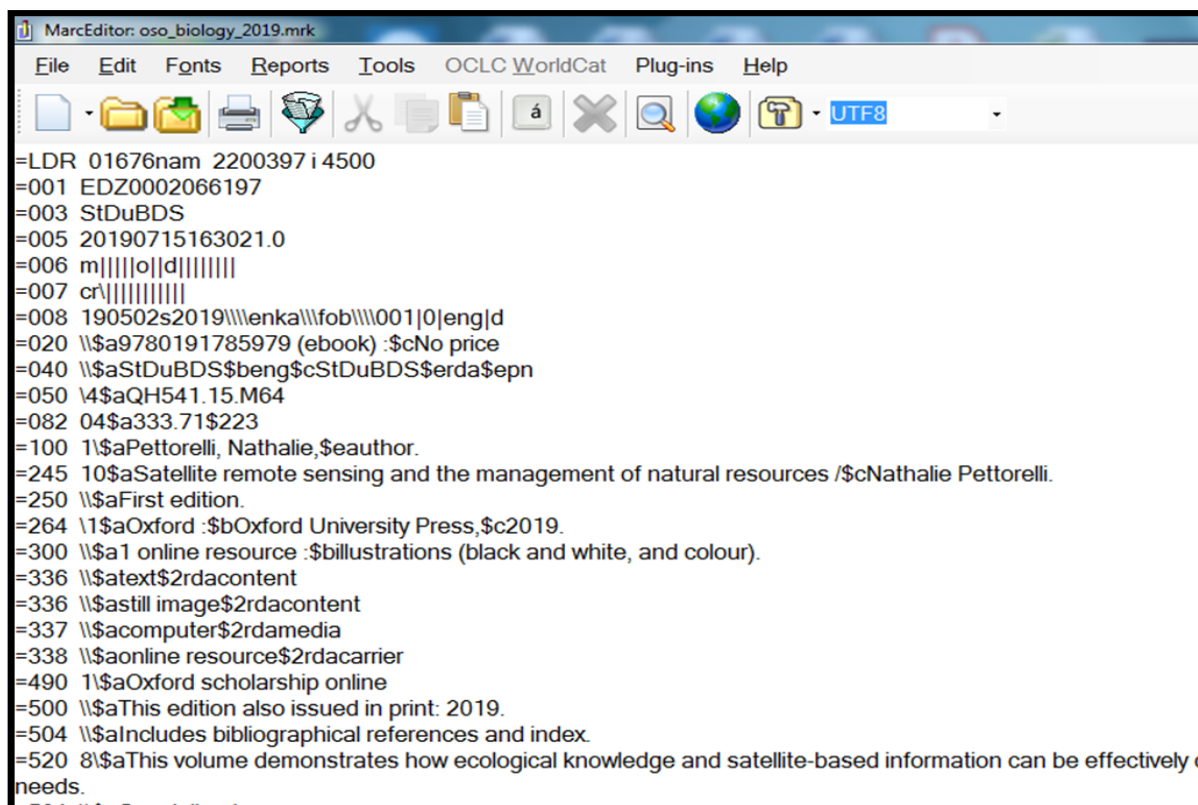 MarcEditor: oso_biology_2019.mrk
File Edit Fonts Reports Tools OCLC WorldCat Plug-ins Help
á UTF8
=LDR 01676nam 2200397 i 4500
=001 EDZ0002066197
=003 StDuBDS
=005 20190715163021.0
=006 m|||||o||d||||||||
=007 cr\|||||||||||
=008 190502s2019\\\\enka\\\fob\\\\001|0|eng|d
=020 \\$a9780191785979 (ebook) :$cNo price
=040 \\$aStDuBDS$beng$cStDuBDS$erda$epn
=050 \4$aQH541.15.M64
=082 04$a333.71$223
=100 1\$aPettorelli, Nathalie,$eauthor.
=245 10$aSatellite remote sensing and the management of natural resources /$cNathalie Pettorelli.
=250 \\$aFirst edition.
=264 \1$aOxford :$bOxford University Press,$c2019.
=300 \\$a1 online resource :$billustrations (black and white, and colour).
=336 \\$atext$2rdacontent
=336 \\$astill image$2rdacontent
=337 \\$acomputer$2rdamedia
=338 \\$aonline resource$2rdacarrier
=490 1\$aOxford scholarship online
=500 \\$aThis edition also issued in print: 2019.
=504 \\$aIncludes bibliographical references and index.
=520 8\$aThis volume demonstrates how ecological knowledge and satellite-based information can be effectively
needs.